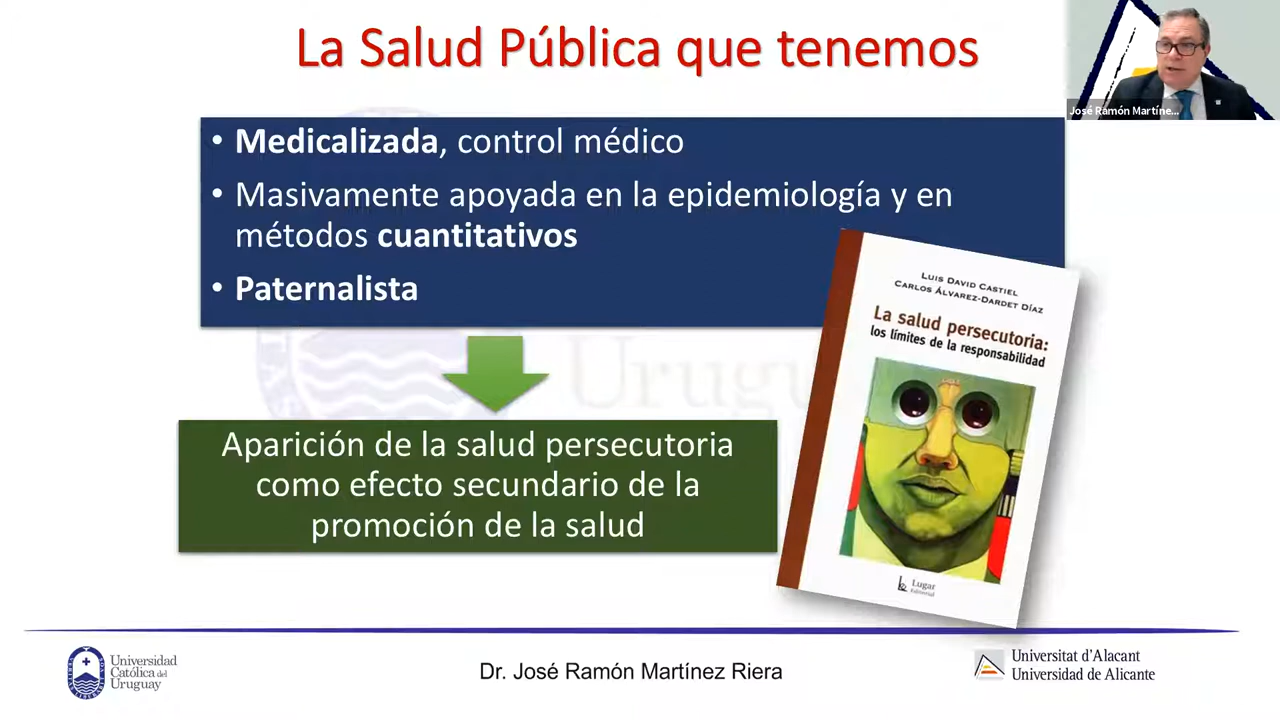 La Salud Pública que tenemos
José Ramón Martíne...
• Medicalizada, control médico
• Masivamente apoyada en la epidemiología y en
métodos cuantitativos
• Paternalista
LUIS DAVID CASTIEL
CARLOS ÁLVAREZ-DARDET DÍAZ
La salud persecutoria:
los límites de la responsabilidad
Lugar
Editorial
Uruguay
Aparición de la salud persecutoria
como efecto secundario de la
promoción de la salud
Universidad
Católica del
Uruguay
Dr. José Ramón Martínez Riera
Universitat d'Alacant
Universidad de Alicante